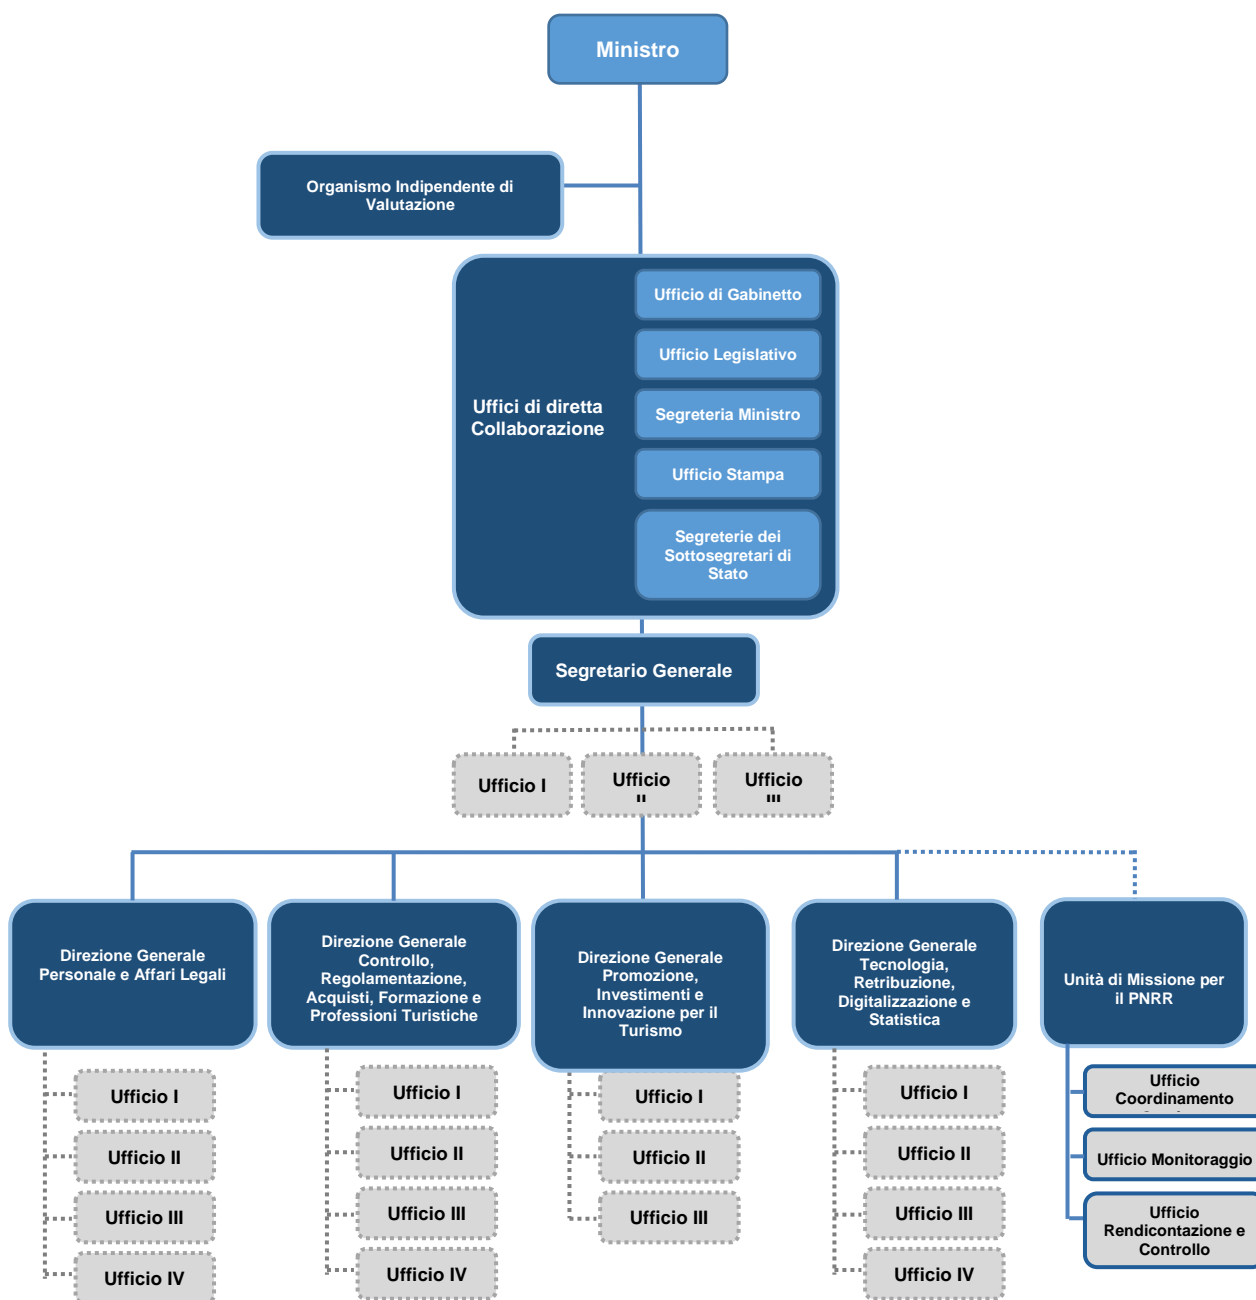 Ministro
Organismo Indipendente di
Valutazione
Uffici di diretta
Collaborazione
Ufficio di Gabinetto
Ufficio Legislativo
Segreteria Ministro
Ufficio Stampa
Segreterie dei
Sottosegretari di
Stato
Segretario Generale
Ufficio I
Ufficio
II
Ufficio
III
Direzione Generale
Personale e Affari Legali
Ufficio I
Ufficio II
Ufficio III
Ufficio IV
Direzione Generale
Controllo,
Regolamentazione,
Acquisti, Formazione e
Professioni Turistiche
Ufficio I
Ufficio II
Ufficio III
Ufficio IV
Direzione Generale
Promozione,
Investimenti e
Innovazione per il
Turismo
Ufficio I
Ufficio II
Ufficio III
Direzione Generale
Tecnologia,
Retribuzione,
Digitalizzazione e
Statistica
Ufficio I
Ufficio II
Ufficio III
Ufficio IV
Unità di Missione per
il PNRR
Ufficio
Coordinamento
Ufficio Monitoraggio
Ufficio
Rendicontazione e
Controllo